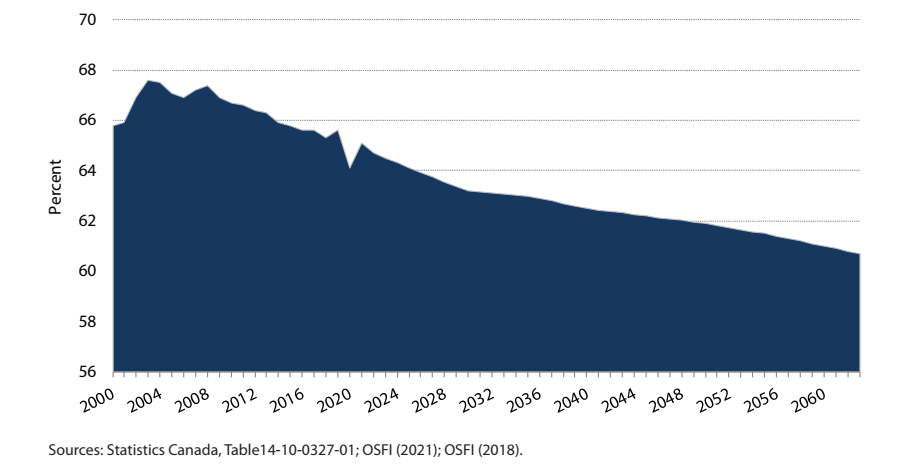 70
68
66
64
62
60
58
56
Percent
2000 2004 2008 2012 2016 2020 2024 2028 2032 2036 2040 2044 2048 2052 2056 2060
Sources: Statistics Canada, Table14-10-0327-01; OSFI (2021); OSFI (2018).